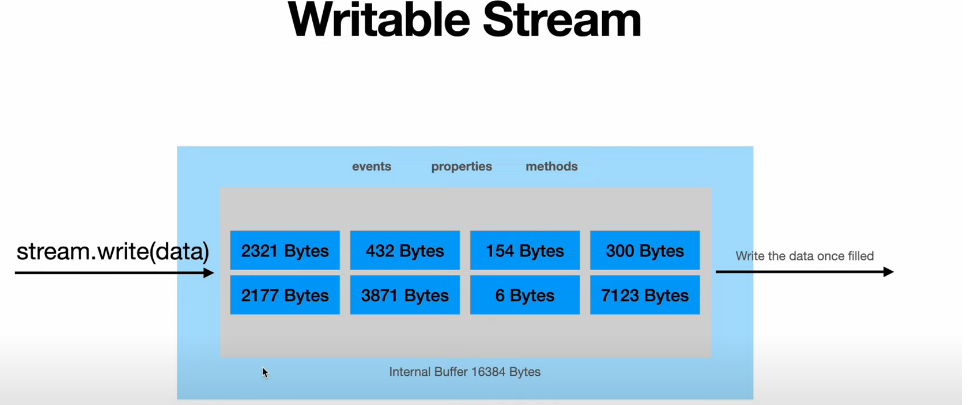 Writable Stream
events properties methods
stream.write(data)
2321 Bytes 432 Bytes 154 Bytes 300 Bytes
Write the data once filled
2177 Bytes 3871 Bytes 6 Bytes 7123 Bytes
Internal Buffer 16384 Bytes